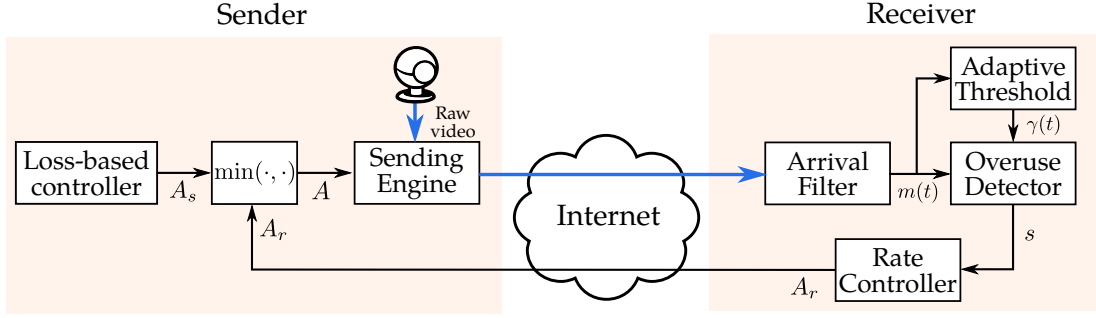 Sender
Receiver
Raw
video
Adaptive
Threshold
γ(t)
Loss-based
controller
A_s
min(·,·)
A
Sending
Engine
Internet
Arrival
Filter
m(t)
Overuse
Detector
A_r
s
Rate
Controller
A_r